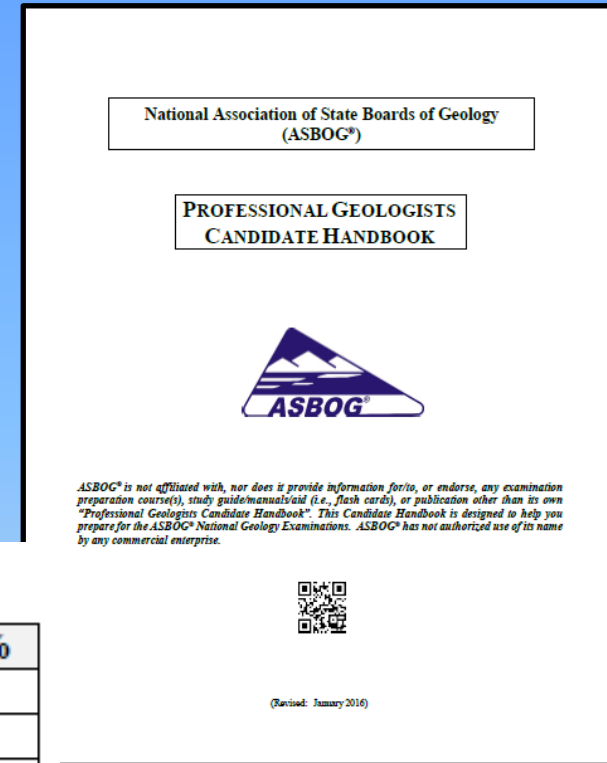 National Association of State Boards of Geology
(ASBOG®)
PROFESSIONAL GEOLOGISTS
CANDIDATE HANDBOOK
ASBOG®
ASBOG® is not affiliated with, nor does it provide information for/to, or endorse, any examination
preparation course(s), study guide/manuals/aid (i.e., flash cards), or publication other than its own
"Professional Geologists Candidate Handbook". This Candidate Handbook is designed to help you
prepare for the ASBOG® National Geology Examinations. ASBOG® has not authorized use of its name
by any commercial enterprise.
%
(Revised: January 2016)